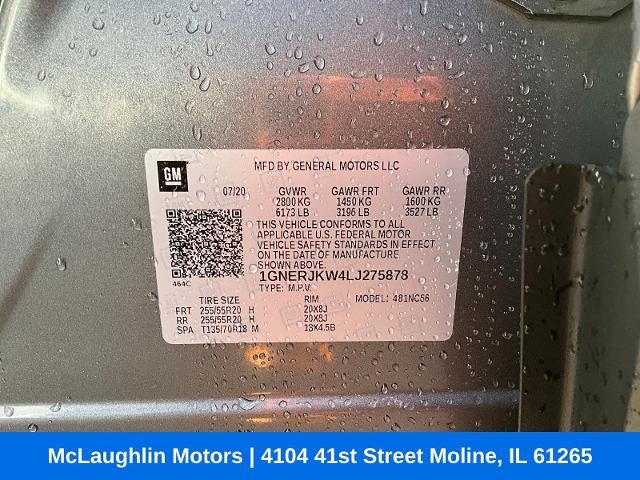 GM
MFD BY GENERAL MOTORS LLC
07/20 GVWR GAWR FRT GAWR RR
2800 KG 1450 KG 1600 KG
6173 LB 3196 LB 3527 LB
THIS VEHICLE CONFORMS TO ALL
APPLICABLE U.S. FEDERAL MOTOR
VEHICLE SAFETY STANDARDS IN EFFECT
ON THE DATE OF MANUFACTURE
SHOWN ABOVE.
1GNERJKW4LJ275878
464C
TYPE: M.P.V. MODEL: 481NC56
TIRE SIZE RIM
FRT 255/55R20 H 20X8J
RR 255/55R20 H 20X8J
SPA T135/70R18 M 18X4.5B
McLaughlin Motors | 4104 41st Street Moline, IL 61265